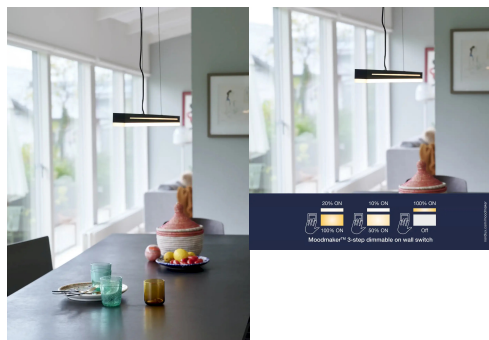 20% ON 10% ON 100% ON
100% ON 50% ON Off
Moodmaker™ 3-step dimmable on wall switch